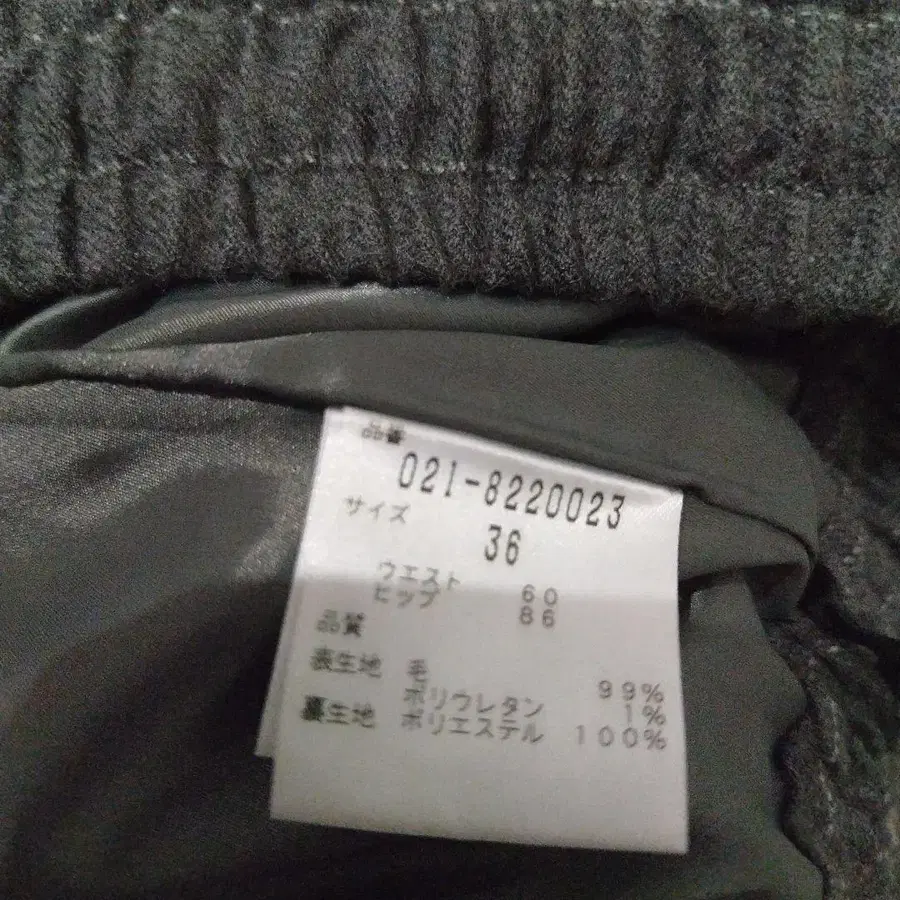 品番
021-8220023
サイズ
36
ウエスト 60
ヒップ 86
品質
表生地 毛 99%
ポリウレタン 1%
裏生地 ポリエステル 100%